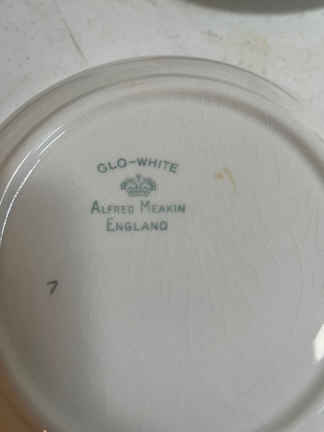 GLO-WHITE
ALFRED MEAKIN
ENGLAND
7